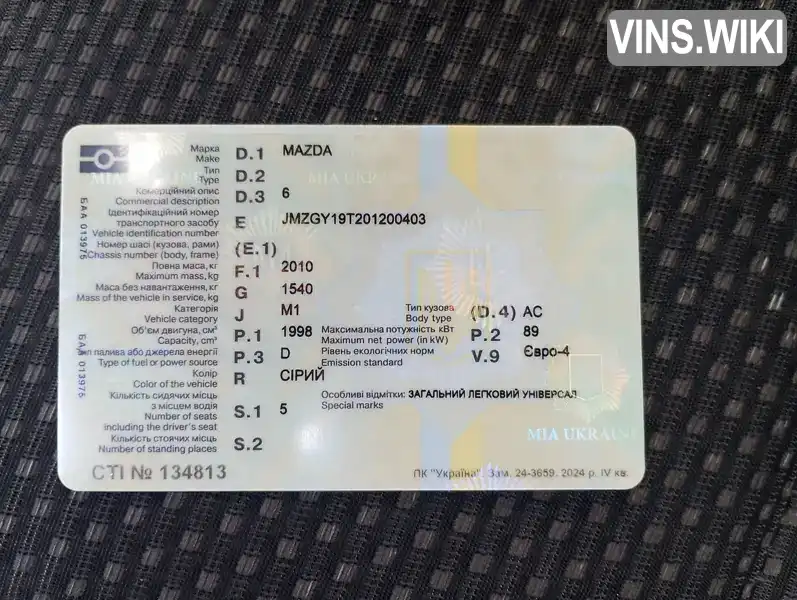 VINS.WIKI
Марка
Make D.1 MAZDA
Тип
Type D.2
Комерційний опис
Commercial description D.3 6
Ідентифікаційний номер
транспортного засобу
Vehicle identification number E JMZGY19T201200403
Номер шасі (кузова, рами)
Chassis number (body, frame) (E.1)
Повна маса, кг
Maximum mass, kg F.1 2010
Маса без навантаження, кг
Mass of the vehicle in service, kg G 1540
Категорія
Vehicle category J M1
Тип кузова
Body type (D.4) AC
Об'єм двигуна, см³
Capacity, cm³ P.1 1998
Максимальна потужність кВт
Maximum net power (in kW) P.2 89
Тип палива або джерела енергії
Type of fuel or power source P.3 D
Рівень екологічних норм
Emission standard V.9 Євро-4
Колір
Color of the vehicle R СІРИЙ
Особливі відмітки: ЗАГАЛЬНИЙ ЛЕГКОВИЙ УНІВЕРСАЛ
Special marks
Кількість сидячих місць
з місцем водія
Number of seats
including the driver's seat S.1 5
Кількість стоячих місць
Number of standing places S.2
MIA UKRAINE
СТІ № 134813
ПК "Україна". Зам. 24-3659. 2024 р. IV кв.
БАА 013975
БАА 013975